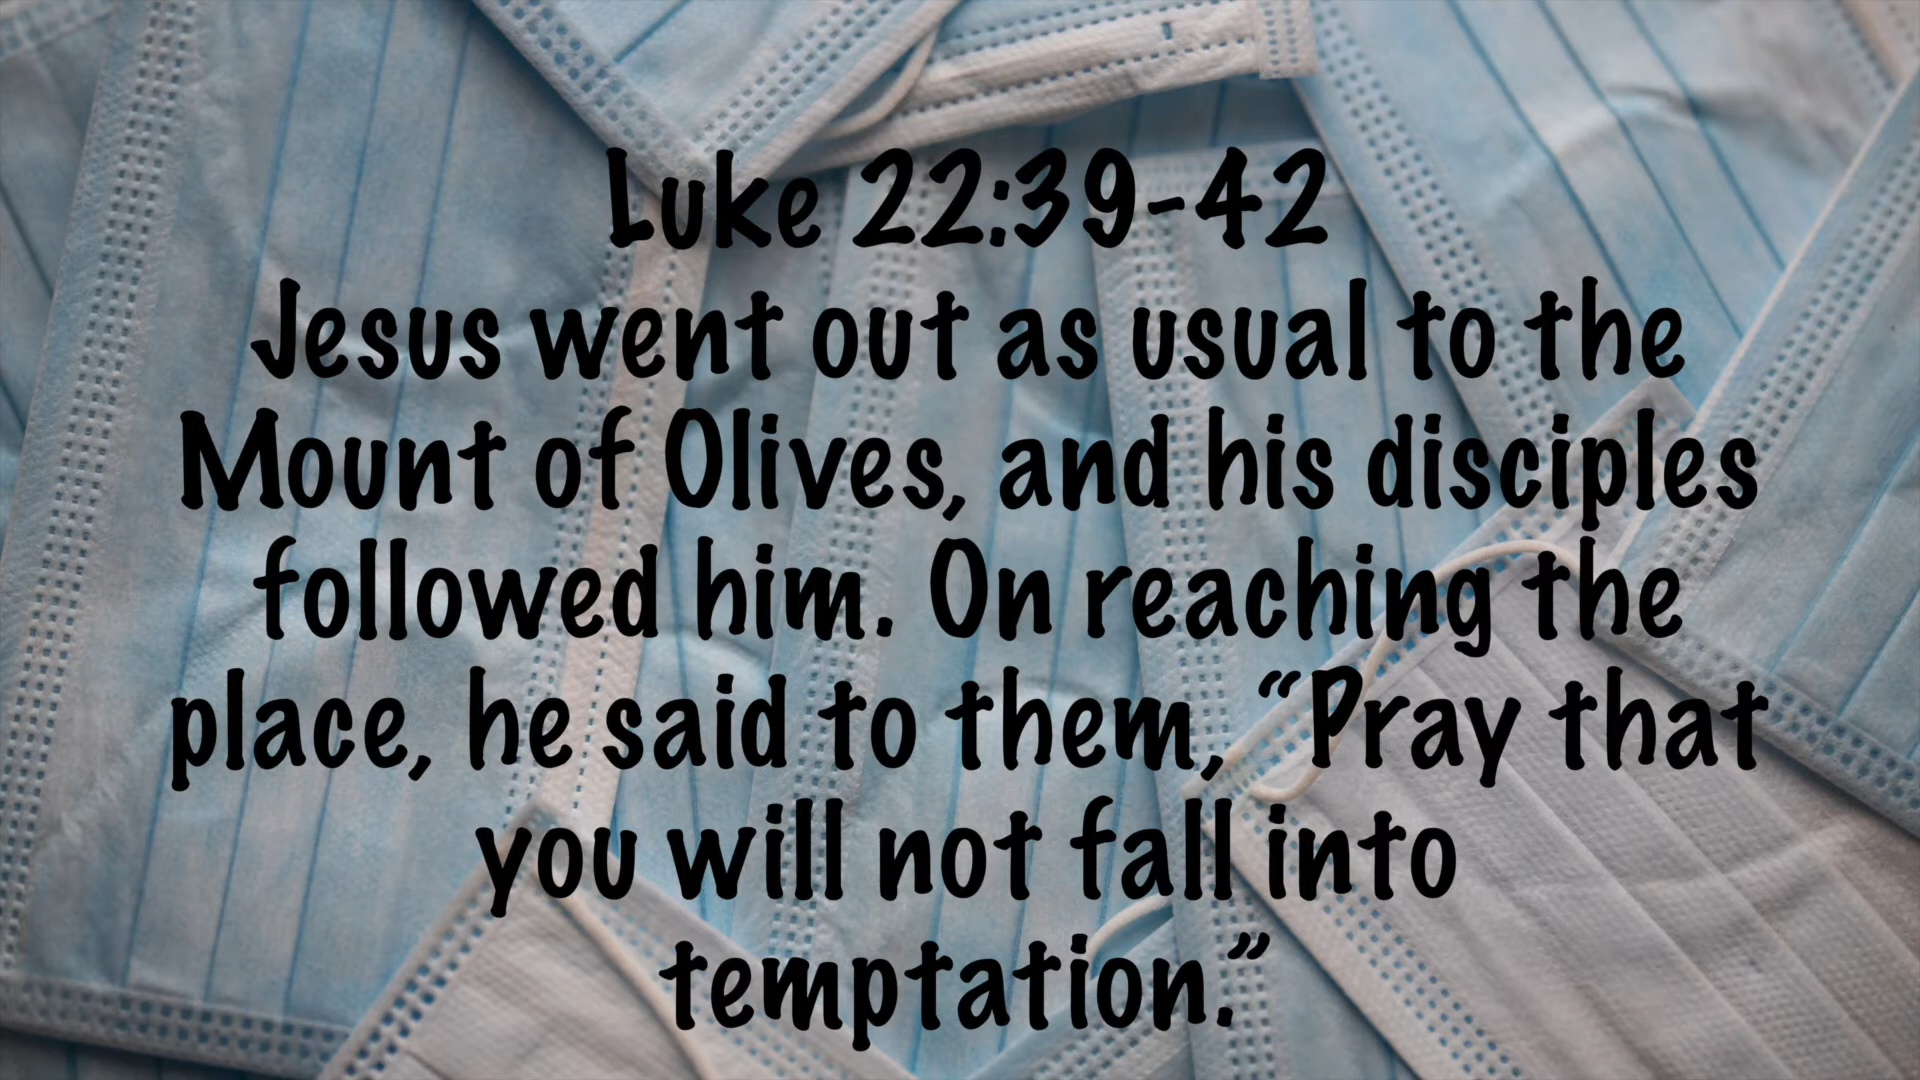 Luke 22:39-42
Jesus went out as usual to the
Mount of Olives, and his disciples
followed him. On reaching the
place, he said to them, “Pray that
you will not fall into
temptation.”